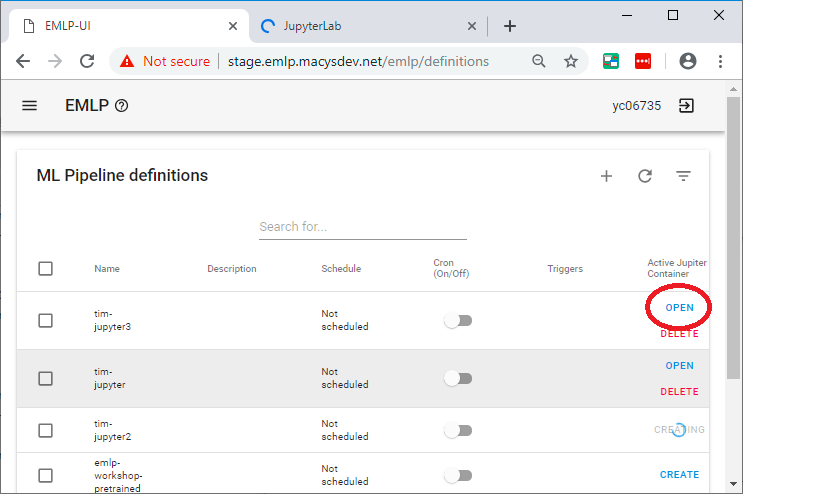 EMLP-UI
JupyterLab
Not secure | stage.emlp.macysdev.net/emlp/definitions
EMLP
yc06735
ML Pipeline definitions
Search for...
Name
Description
Schedule
Cron
(On/Off)
Triggers
Active Jupiter
Container
tim-
jupyter3
Not
scheduled
OPEN
DELETE
tim-
jupyter
Not
scheduled
OPEN
DELETE
tim-
jupyter2
Not
scheduled
CREATING
emlp-
workshop-
pretrained
Not
scheduled
CREATE